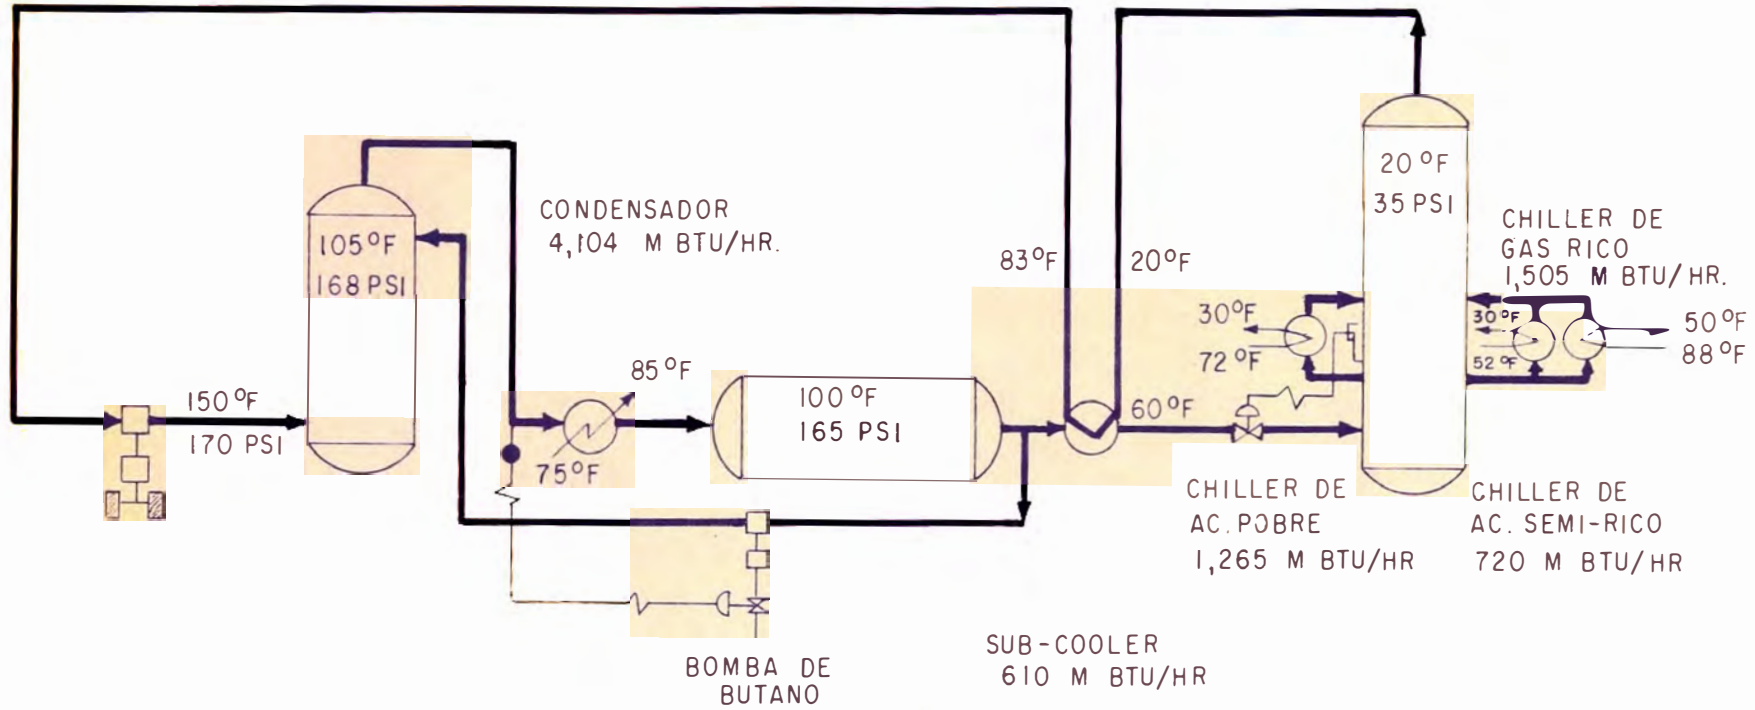 CONDENSADOR
4,104 M BTU/HR.
105°F
168 PSI
150°F
170 PSI
85°F
75°F
100°F
165 PSI
83°F
20°F
60°F
20°F
35 PSI
CHILLER DE
GAS RICO
1,505 M BTU/HR.
30°F
72°F
30°F
52°F
50°F
88°F
CHILLER DE
AC. POBRE
1,265 M BTU/HR
CHILLER DE
AC. SEMI-RICO
720 M BTU/HR
SUB-COOLER
610 M BTU/HR
BOMBA DE
BUTANO